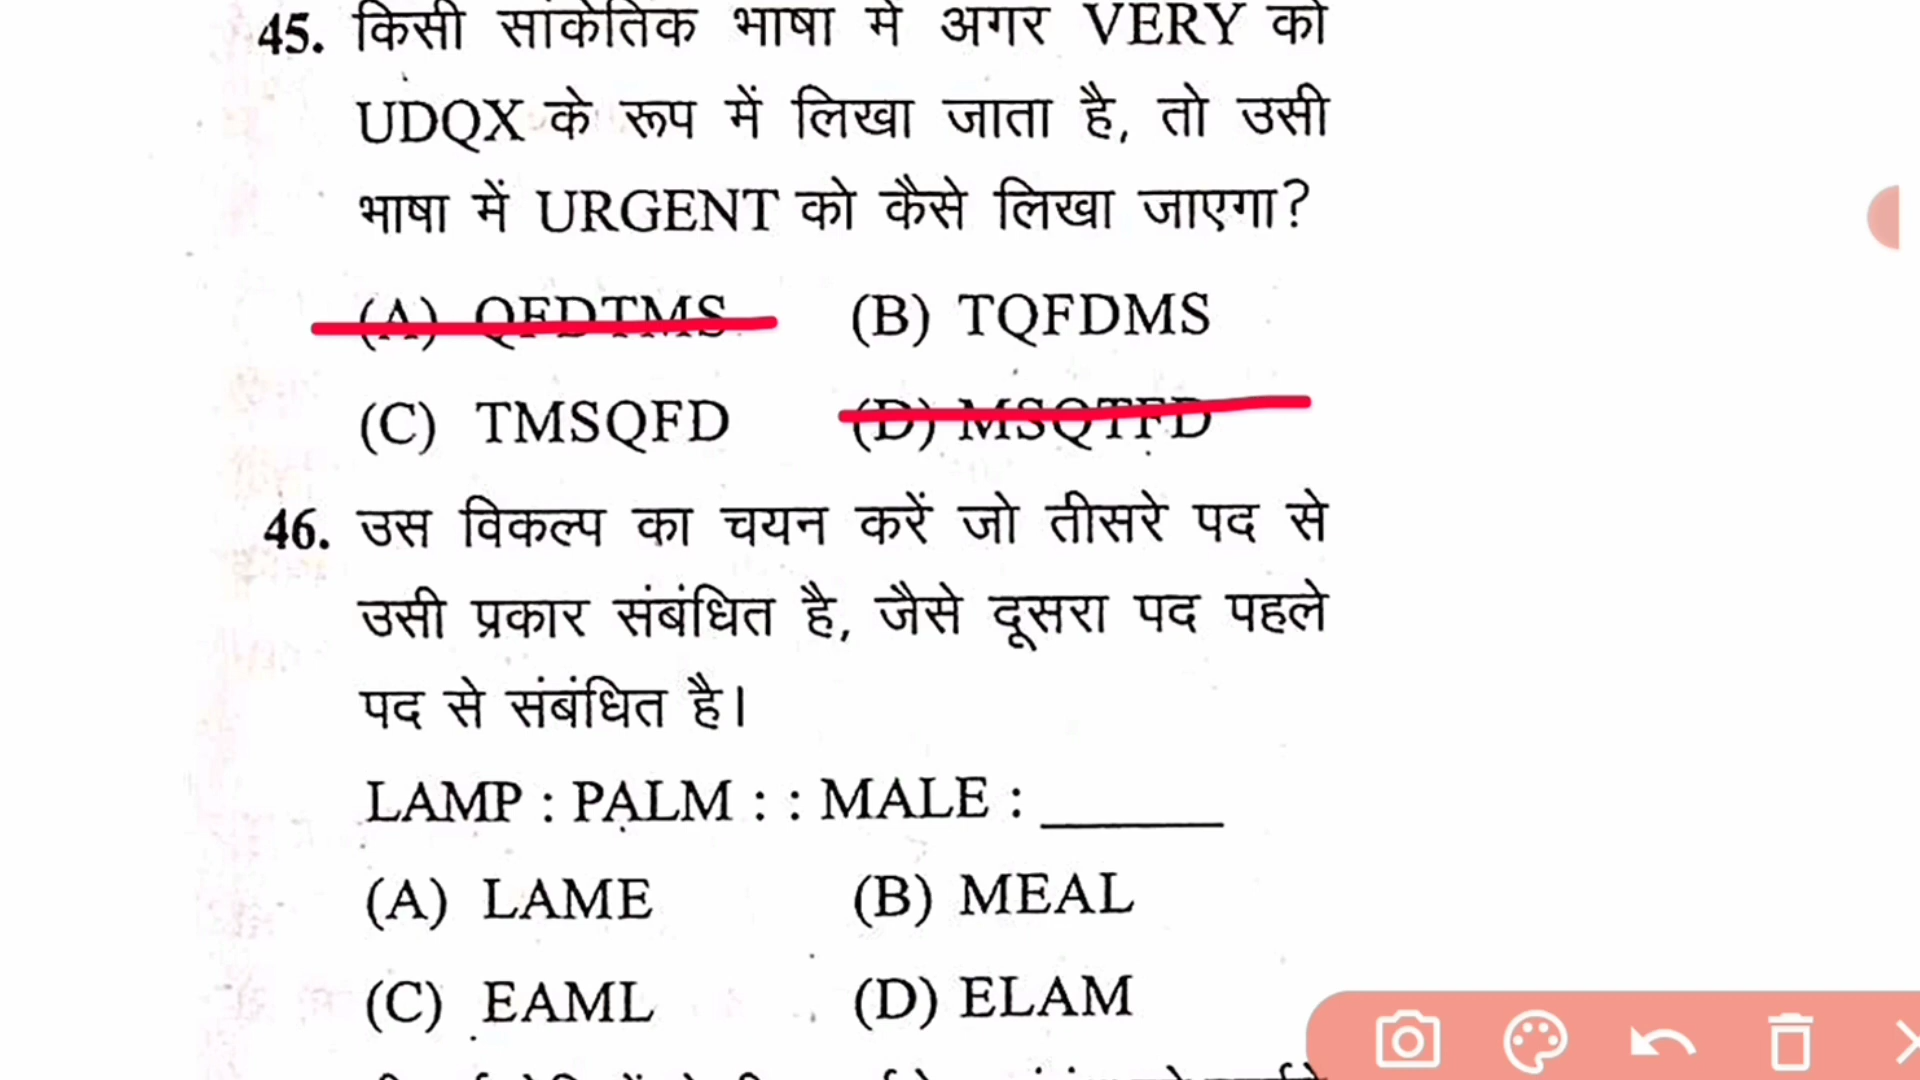 45. किसी सांकेतिक भाषा में अगर VERY को
UDQX के रूप में लिखा जाता है, तो उसी
भाषा में URGENT को कैसे लिखा जाएगा?
(A) QFDTMS (B) TQFDMS
(C) TMSQFD (D) MSQTFD
46. उस विकल्प का चयन करें जो तीसरे पद से
उसी प्रकार संबंधित है, जैसे दूसरा पद पहले
पद से संबंधित है।
LAMP : PALM : : MALE : ______
(A) LAME (B) MEAL
(C) EAML (D) ELAM